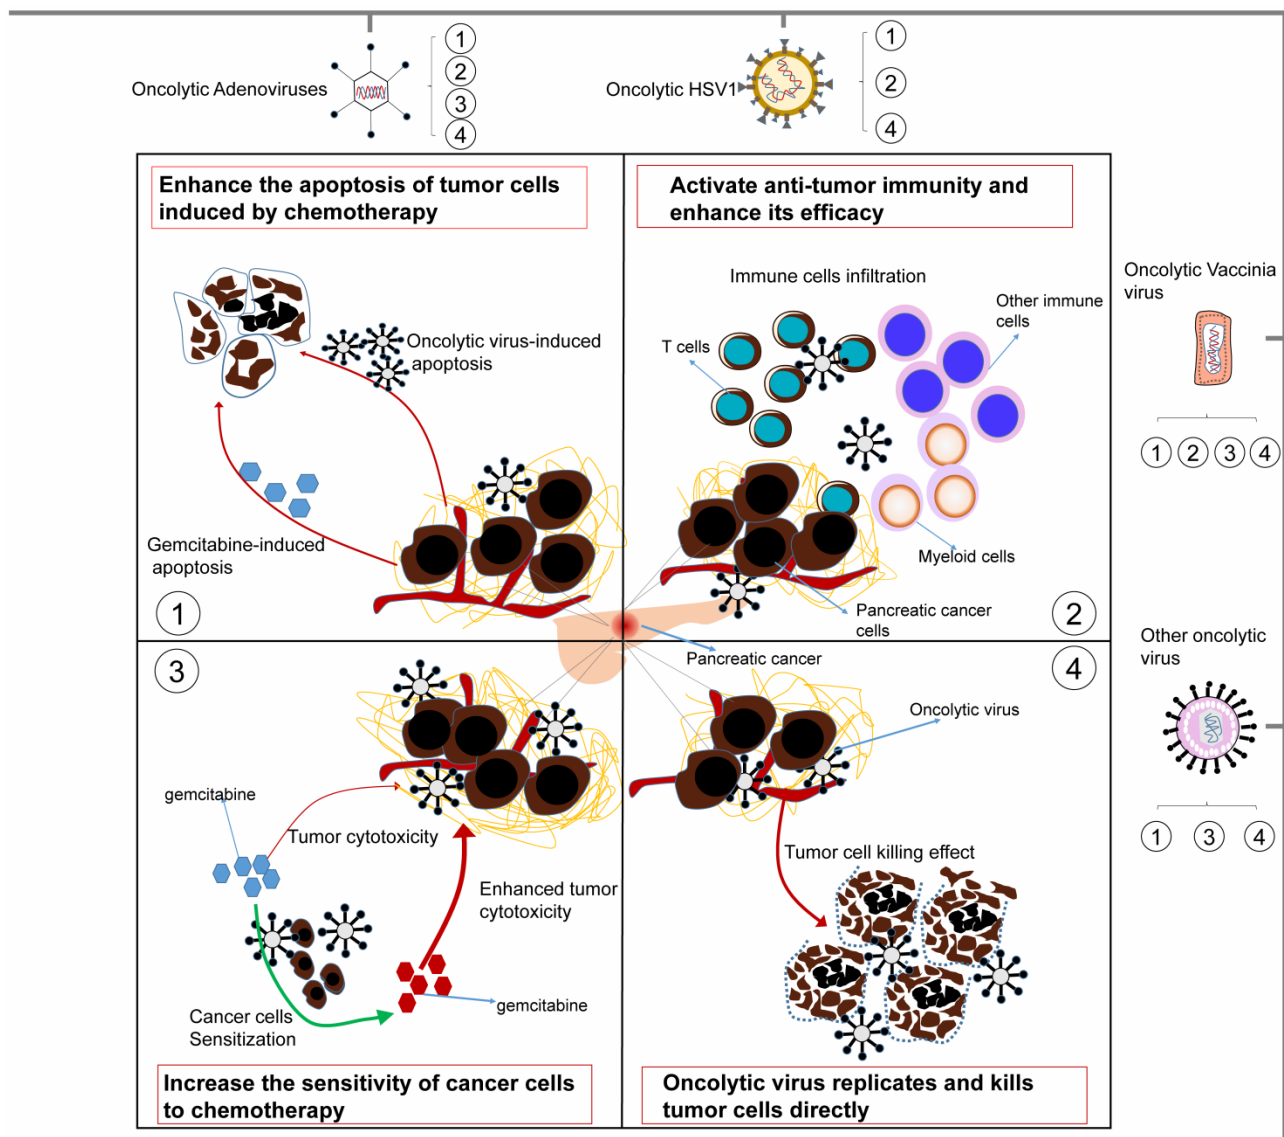 Oncolytic Adenoviruses
1
2
3
4
Oncolytic HSV1
1
2
4
Enhance the apoptosis of tumor cells
induced by chemotherapy
Oncolytic virus-induced
apoptosis
Gemcitabine-induced
apoptosis
1
Activate anti-tumor immunity and
enhance its efficacy
Immune cells infiltration
Other immune
cells
T cells
Myeloid cells
Pancreatic cancer
cells
2
Pancreatic cancer
Oncolytic Vaccinia
virus
1 2 3 4
Other oncolytic
virus
1 3 4
3
gemcitabine
Tumor cytotoxicity
Enhanced tumor
cytotoxicity
gemcitabine
Cancer cells
Sensitization
Increase the sensitivity of cancer cells
to chemotherapy
4
Oncolytic virus
Tumor cell killing effect
Oncolytic virus replicates and kills
tumor cells directly